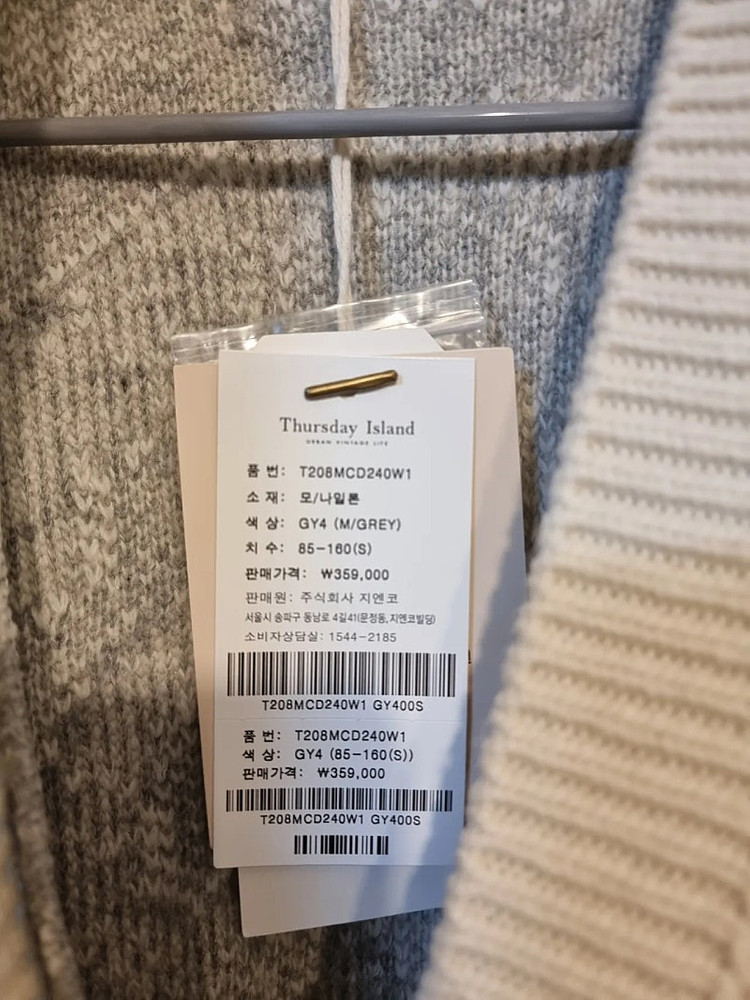 Thursday Island
URBAN VINTAGE LIFE
품 번: T208MCD240W1
소 재: 모/나일론
색 상: GY4 (M/GREY)
치 수: 85-160(S)
판매가격: ₩359,000
판매원: 주식회사 지엔코
서울시 송파구 동남로 4길41(문정동,지엔코빌딩)
소비자상담실: 1544-2185
T208MCD240W1 GY400S
품 번: T208MCD240W1
색 상: GY4 (85-160(S))
판매가격: ₩359,000
T208MCD240W1 GY400S